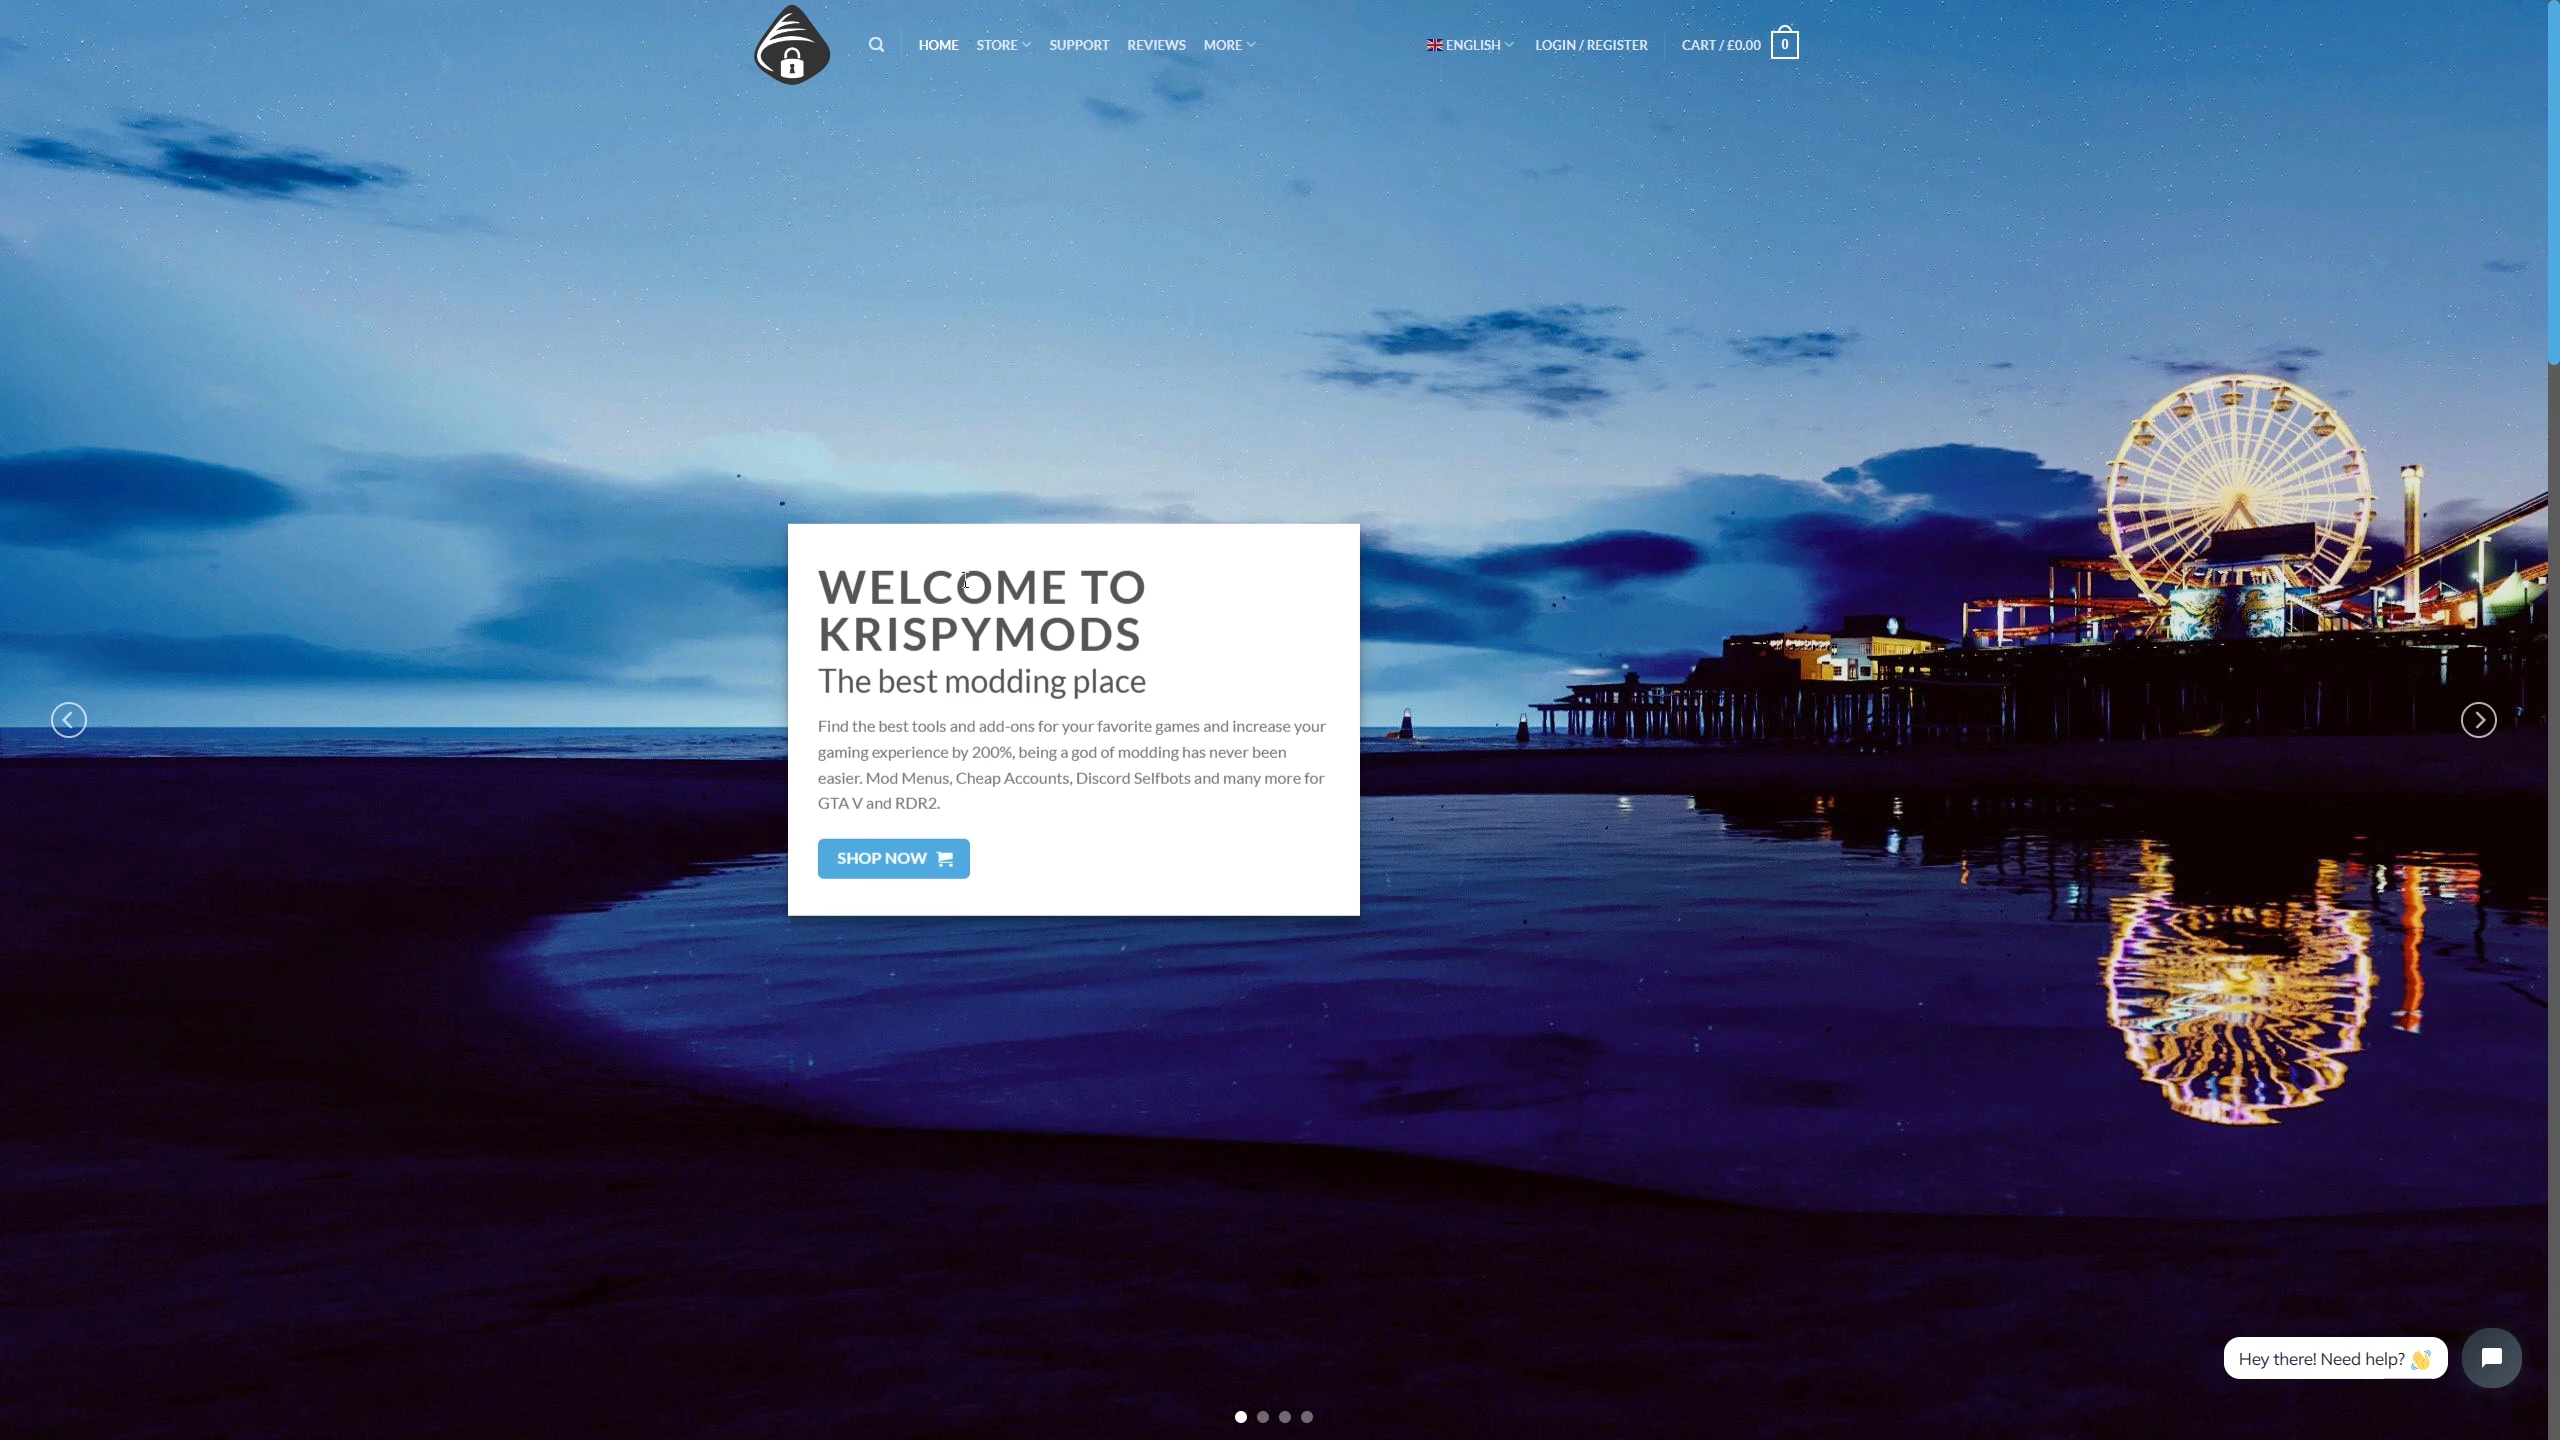 HOME
STORE
SUPPORT
REVIEWS
MORE
ENGLISH
LOGIN / REGISTER
CART / £0.00
0
WELCOME TO
KRISPYMODS
The best modding place
Find the best tools and add-ons for your favorite games and increase your
gaming experience by 200%, being a god of modding has never been
easier. Mod Menus, Cheap Accounts, Discord Selfbots and many more for
GTA V and RDR2.
SHOP NOW
Hey there! Need help? 👋